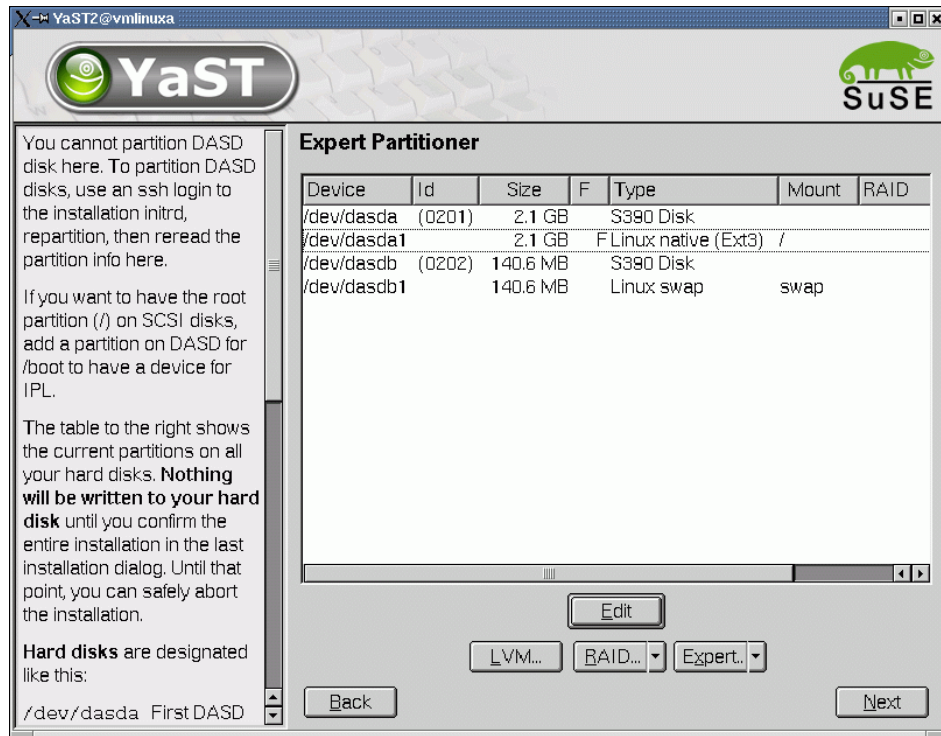 YaST2@vmlinuxa
YaST
SuSE
You cannot partition DASD
disk here. To partition DASD
disks, use an ssh login to
the installation initrd,
repartition, then reread the
partition info here.
If you want to have the root
partition (/) on SCSI disks,
add a partition on DASD for
/boot to have a device for
IPL.
The table to the right shows
the current partitions on all
your hard disks. Nothing
will be written to your hard
disk until you confirm the
entire installation in the last
installation dialog. Until that
point, you can safely abort
the installation.
Hard disks are designated
like this:
/dev/dasda First DASD
Expert Partitioner
Device Id Size F Type Mount RAID
/dev/dasda (0201) 2.1 GB S390 Disk
/dev/dasda1 2.1 GB F Linux native (Ext3) /
/dev/dasdb (0202) 140.6 MB S390 Disk
/dev/dasdb1 140.6 MB Linux swap swap
Edit
LVM... RAID... Expert..
Back Next